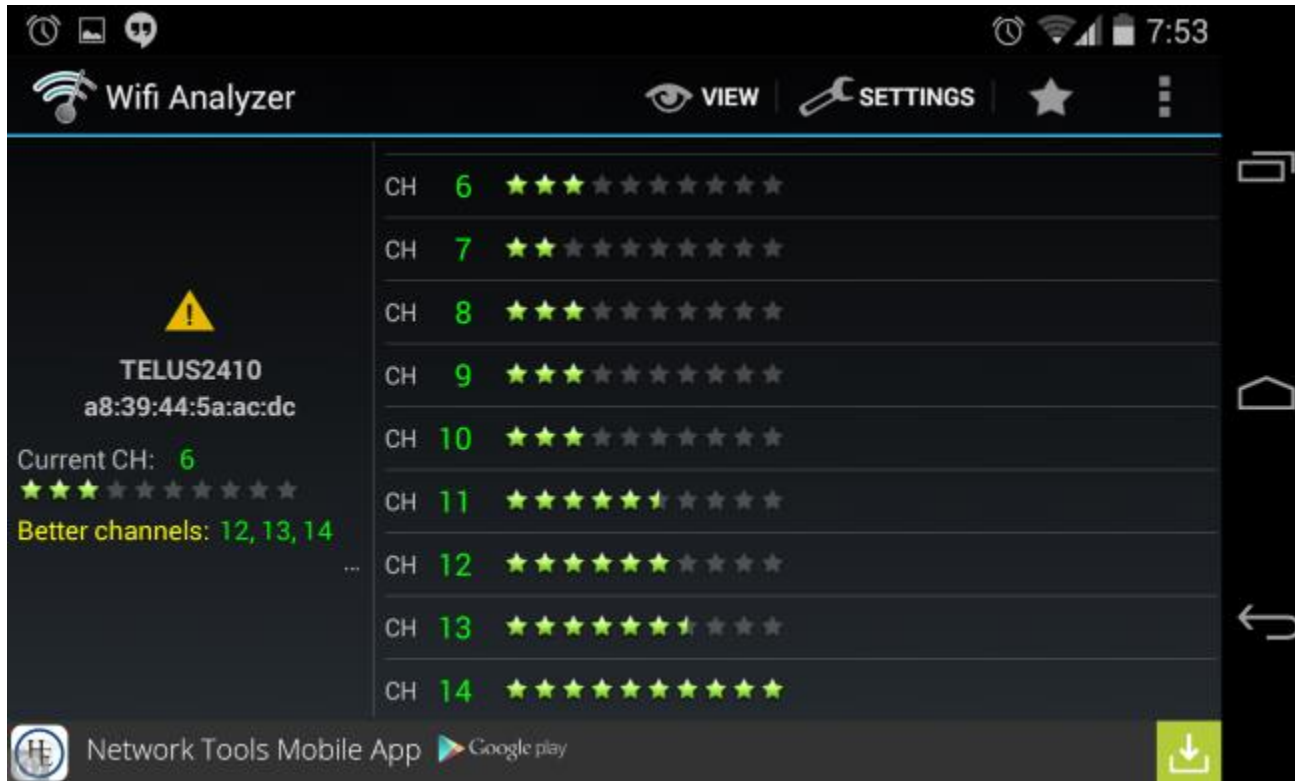 7:53
Wifi Analyzer
VIEW
SETTINGS
TELUS2410
a8:39:44:5a:ac:dc
Current CH: 6
Better channels: 12, 13, 14
...
CH 6
CH 7
CH 8
CH 9
CH 10
CH 11
CH 12
CH 13
CH 14
HE
Network Tools Mobile App Google play